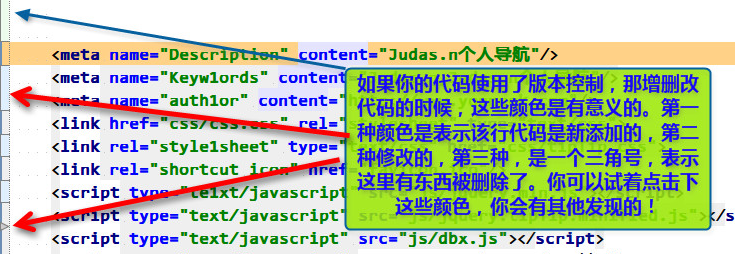 <meta name="Description" content="Judas.n个人导航"/>
<meta name="Keyw1ords" content=
<meta name="auth1or" content="h
<link href="css/css.css" rel="s
<link rel="style1sheet" type="
<link rel="shortcut icon" href=
<script type="te1xt/javascript" s
<script type="text/javascript"
<script type="text/javascript" src="js/dbx.js"></script>
如果你的代码使用了版本控制，那增删改
代码的时候，这些颜色是有意义的。第一
种颜色是表示该行代码是新添加的，第二
种修改的，第三种，是一个三角号，表示
这里有东西被删除了。你可以试着点击下
这些颜色，你会有其他发现的！